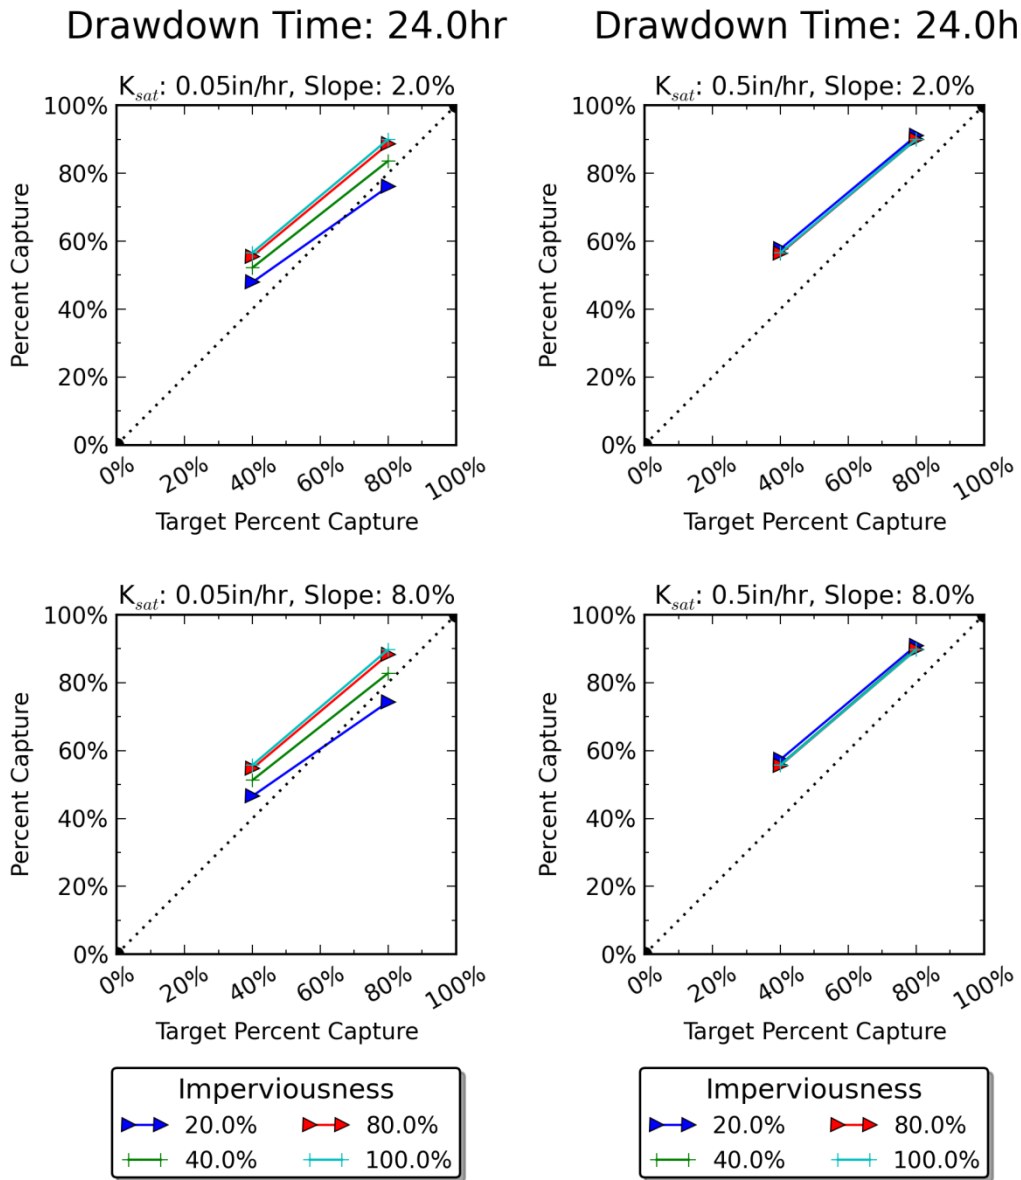 Drawdown Time: 24.0hr
K_sat: 0.05in/hr, Slope: 2.0%
100%
80%
60%
40%
20%
0%
Percent Capture
0% 20% 40% 60% 80% 100%
Target Percent Capture
K_sat: 0.05in/hr, Slope: 8.0%
100%
80%
60%
40%
20%
0%
Percent Capture
0% 20% 40% 60% 80% 100%
Target Percent Capture
Imperviousness
20.0% 80.0%
40.0% 100.0%
Drawdown Time: 24.0h
K_sat: 0.5in/hr, Slope: 2.0%
100%
80%
60%
40%
20%
0%
Percent Capture
0% 20% 40% 60% 80% 100%
Target Percent Capture
K_sat: 0.5in/hr, Slope: 8.0%
100%
80%
60%
40%
20%
0%
Percent Capture
0% 20% 40% 60% 80% 100%
Target Percent Capture
Imperviousness
20.0% 80.0%
40.0% 100.0%